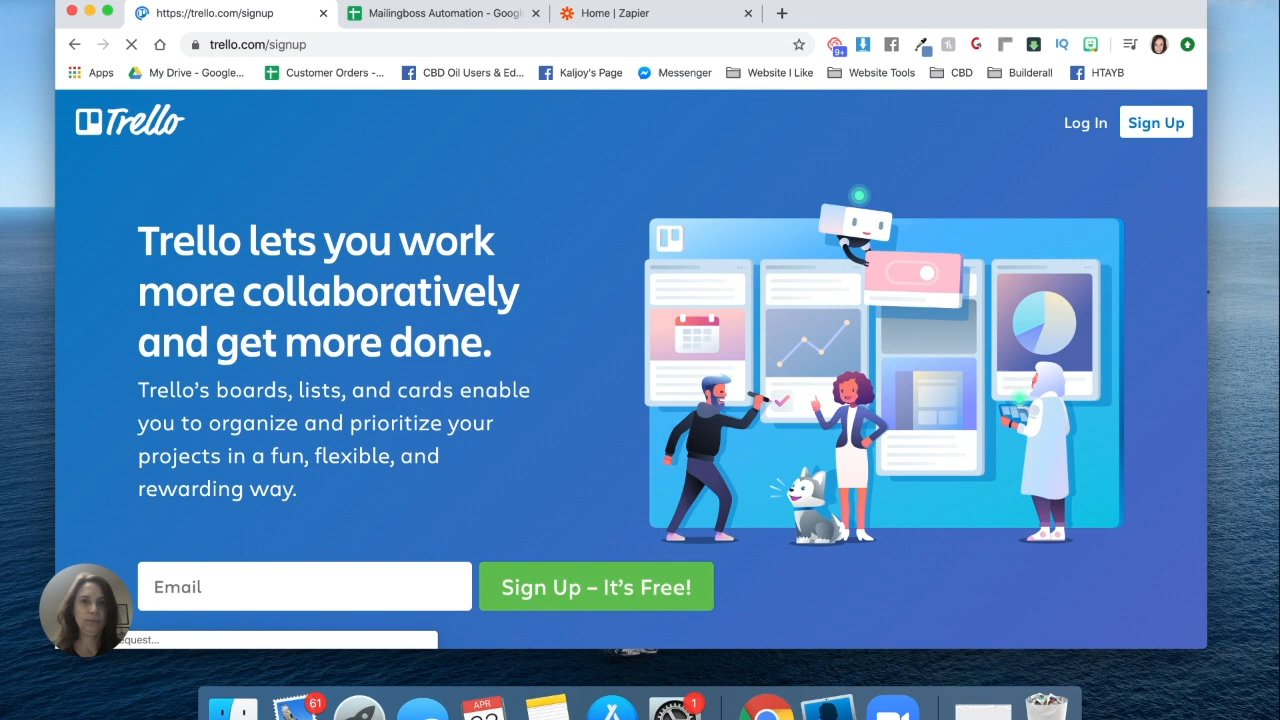 https://trello.com/signup
Mailingboss Automation - Googl
Home | Zapier
trello.com/signup
9+
IQ
Apps
My Drive - Google...
Customer Orders -...
CBD Oil Users & Ed...
Kaljoy's Page
Messenger
Website I Like
Website Tools
CBD
Builderall
HTAYB
Trello
Log In
Sign Up
Trello lets you work
more collaboratively
and get more done.
Trello's boards, lists, and cards enable
you to organize and prioritize your
projects in a fun, flexible, and
rewarding way.
Email
Sign Up – It's Free!
equest...
61
APR
1